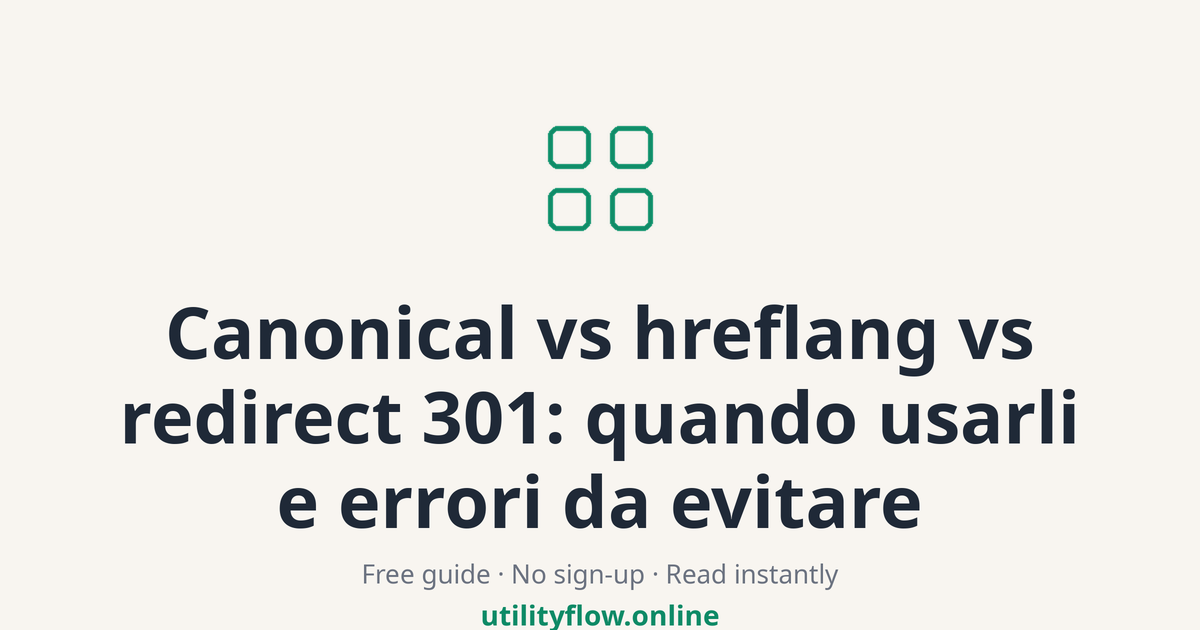 Canonical vs hreflang vs
redirect 301: quando usarli
e errori da evitare
Free guide · No sign-up · Read instantly
utilityflow.online